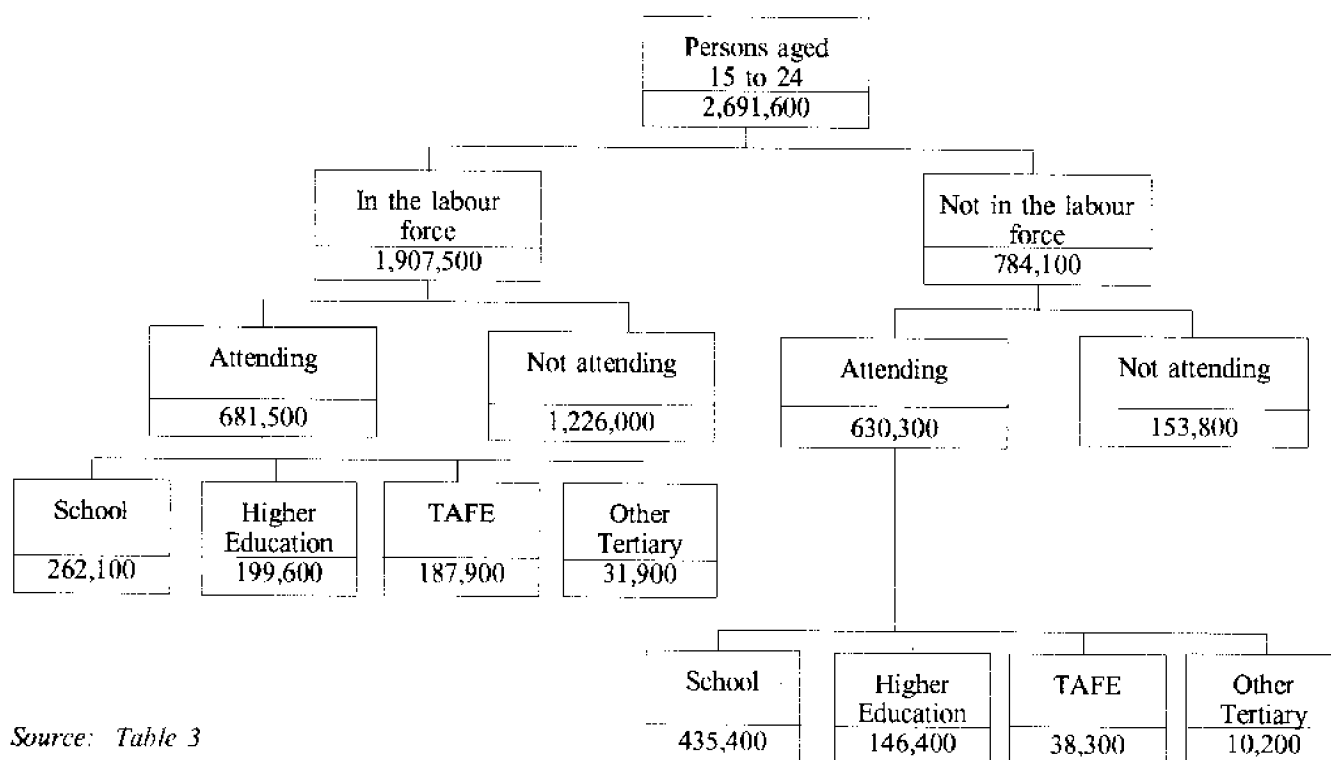 Persons aged
15 to 24
2,691,600
In the labour
force
1,907,500
Not in the labour
force
784,100
Attending
681,500
Not attending
1,226,000
Attending
630,300
Not attending
153,800
School
262,100
Higher
Education
199,600
TAFE
187,900
Other
Tertiary
31,900
School
435,400
Higher
Education
146,400
TAFE
38,300
Other
Tertiary
10,200
Source: Table 3